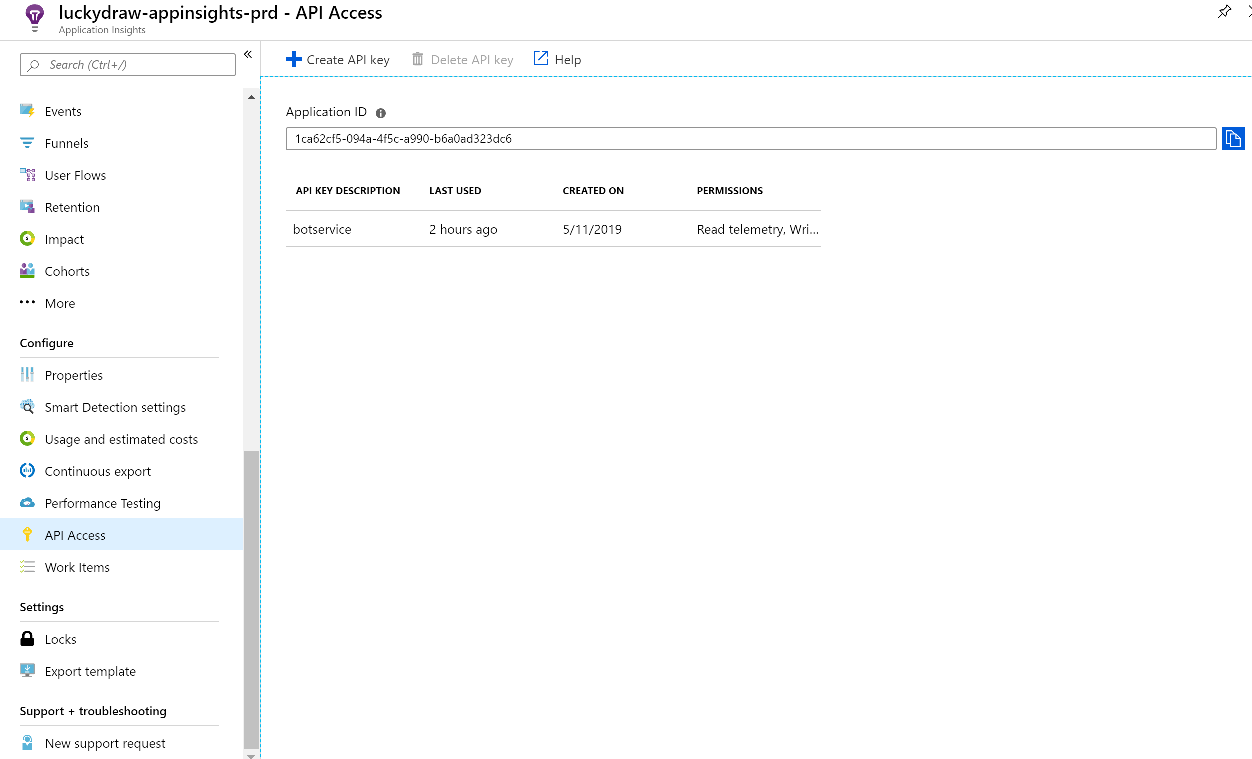 luckydraw-appinsights-prd - API Access
Application Insights
Search (Ctrl+/)
Events
Funnels
User Flows
Retention
Impact
Cohorts
More
Configure
Properties
Smart Detection settings
Usage and estimated costs
Continuous export
Performance Testing
API Access
Work Items
Settings
Locks
Export template
Support + troubleshooting
New support request
Create API key Delete API key Help
Application ID
1ca62cf5-094a-4f5c-a990-b6a0ad323dc6
API KEY DESCRIPTION LAST USED CREATED ON PERMISSIONS
botservice 2 hours ago 5/11/2019 Read telemetry, Wri...